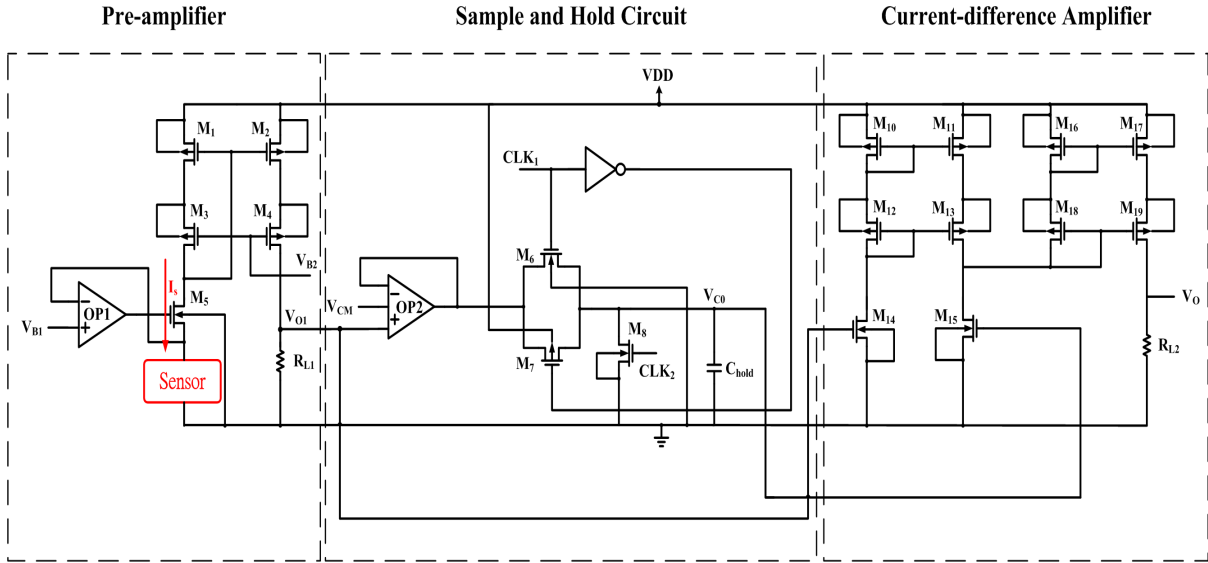 Pre-amplifier
Sample and Hold Circuit
Current-difference Amplifier
VDD
M1
M2
M3
M4
VB2
Is
M5
OP1
VB1
VO1
RL1
Sensor
VCM
OP2
CLK1
M6
M7
M8
CLK2
VC0
Chold
M10
M11
M12
M13
M14
M15
M16
M17
M18
M19
VO
RL2